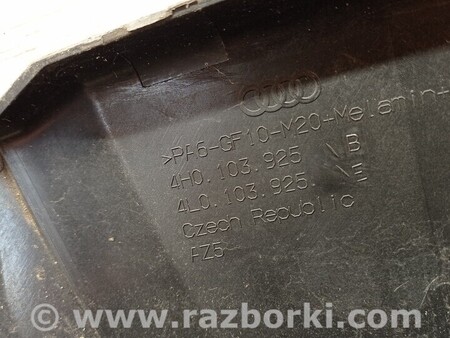 >PA6-GF10-M20+Melamin+
4H0.103.925 \B
4L0.103.925. \E
Czech Republic
FZ5
www.razborki.com